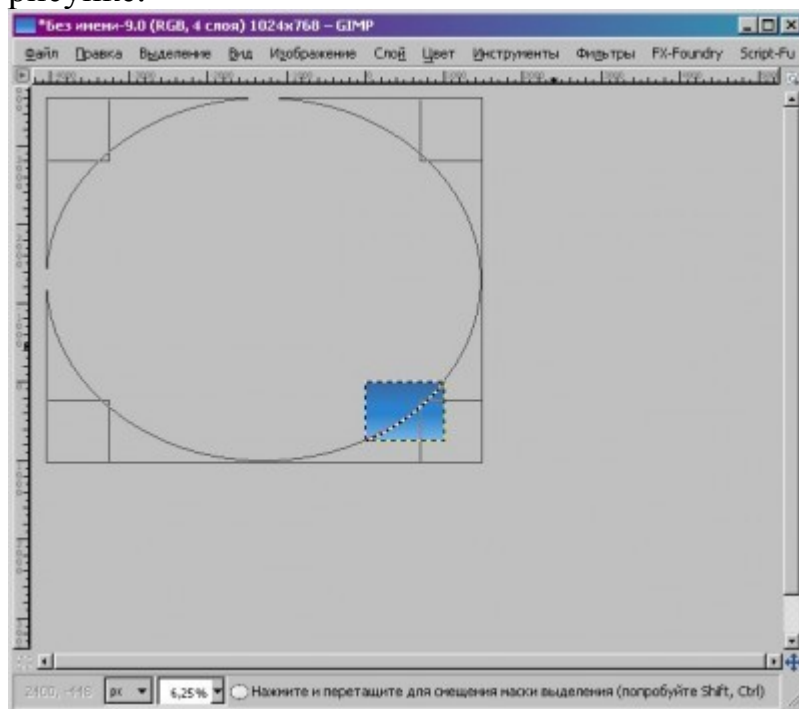 рисунке.
*Без имени-9.0 (RGB, 4 слоя) 1024x768 – GIMP
Файл Правка Выделение Вид Изображение Слой Цвет Инструменты Фильтры FX-Foundry Script-Fu
px 6,25% Нажмите и перетащите для смещения маски выделения (попробуйте Shift, Ctrl)